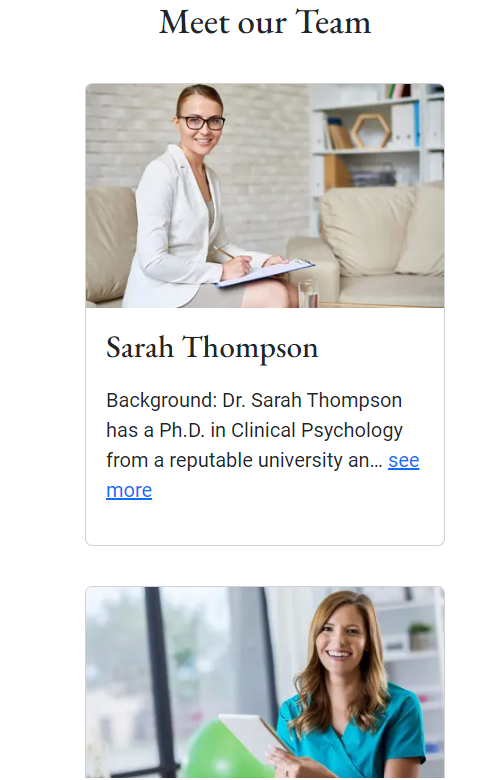 Meet our Team
Sarah Thompson
Background: Dr. Sarah Thompson
has a Ph.D. in Clinical Psychology
from a reputable university an... see
more